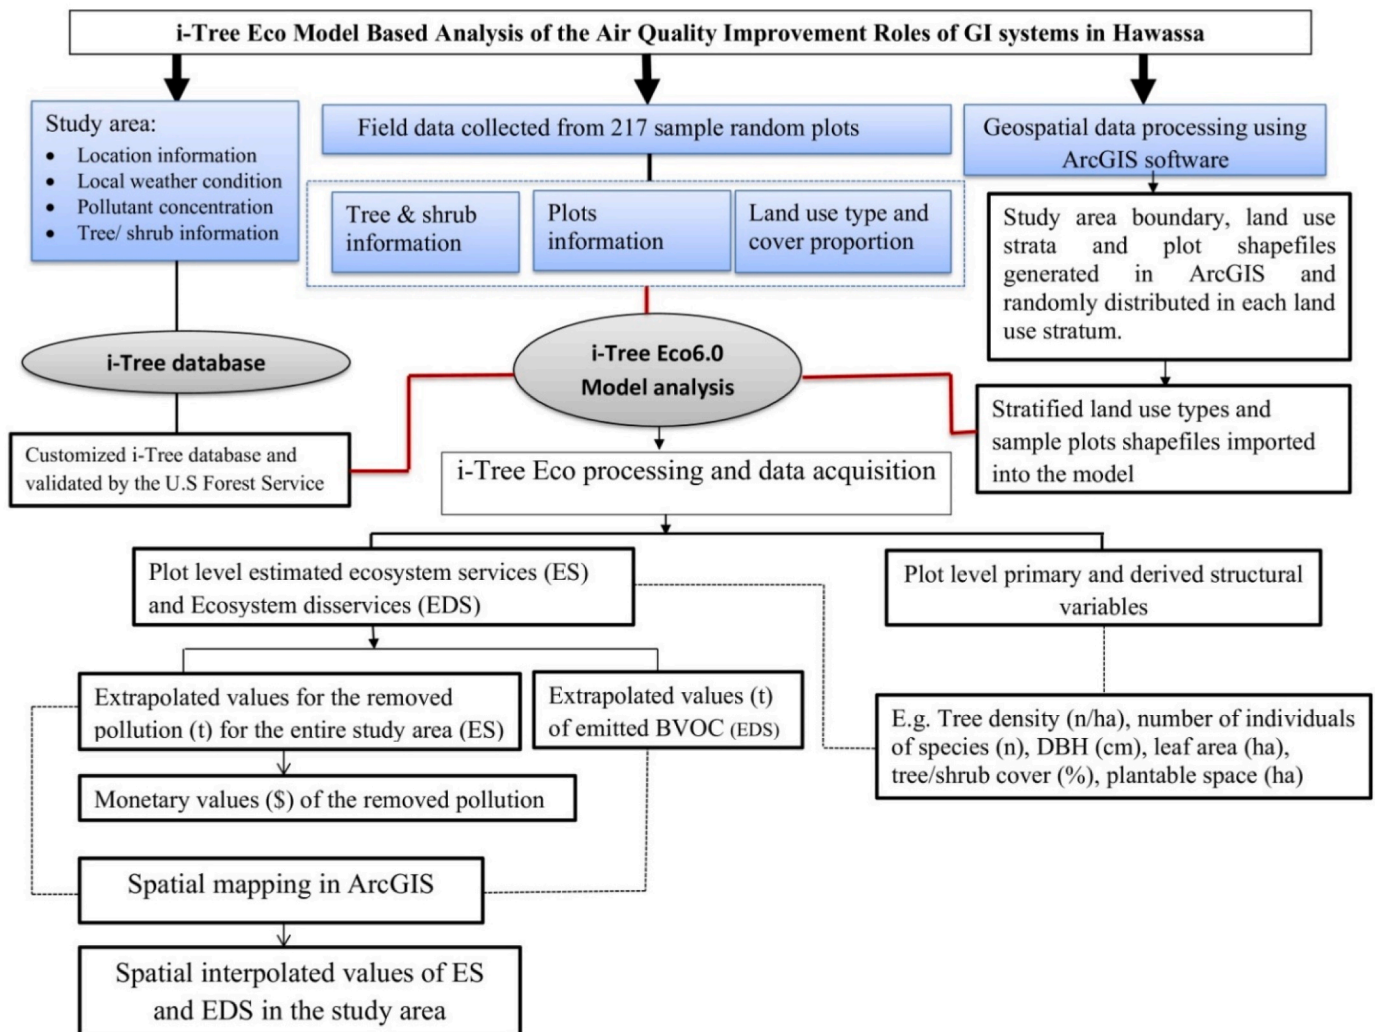 i-Tree Eco Model Based Analysis of the Air Quality Improvement Roles of GI systems in Hawassa
Study area:
• Location information
• Local weather condition
• Pollutant concentration
• Tree/ shrub information
Field data collected from 217 sample random plots
Geospatial data processing using
ArcGIS software
Tree & shrub
information
Plots
information
Land use type and
cover proportion
Study area boundary, land use
strata and plot shapefiles
generated in ArcGIS and
randomly distributed in each land
use stratum.
i-Tree database
i-Tree Eco6.0
Model analysis
Customized i-Tree database and
validated by the U.S Forest Service
Stratified land use types and
sample plots shapefiles imported
into the model
i-Tree Eco processing and data acquisition
Plot level estimated ecosystem services (ES)
and Ecosystem disservices (EDS)
Plot level primary and derived structural
variables
Extrapolated values for the removed
pollution (t) for the entire study area (ES)
Extrapolated values (t)
of emitted BVOC (EDS)
E.g. Tree density (n/ha), number of individuals
of species (n), DBH (cm), leaf area (ha),
tree/shrub cover (%), plantable space (ha)
Monetary values ($) of the removed pollution
Spatial mapping in ArcGIS
Spatial interpolated values of ES
and EDS in the study area